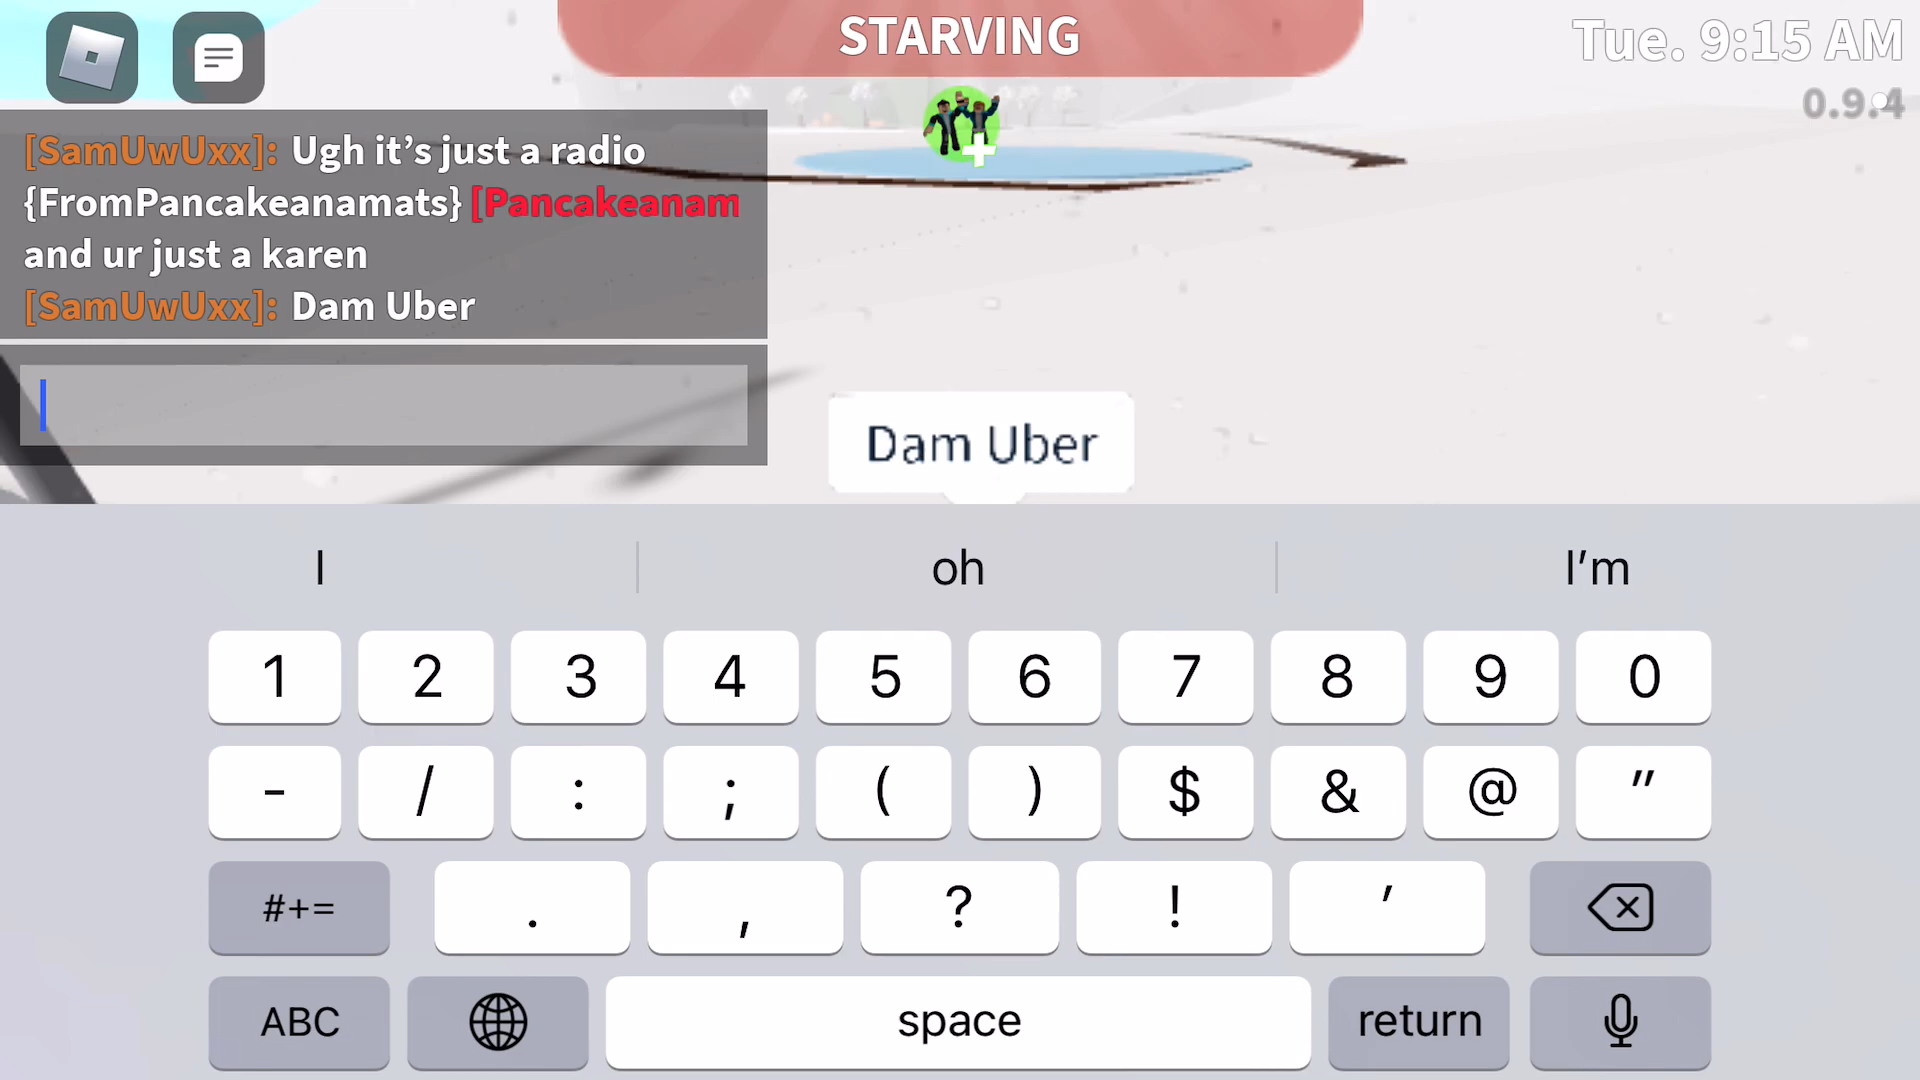 STARVING
Tue. 9:15 AM
0.9.4
[SamUwUxx]: Ugh it’s just a radio
{FromPancakeanamats} [Pancakeanam
and ur just a karen
[SamUwUxx]: Dam Uber
Dam Uber
I oh I’m
1 2 3 4 5 6 7 8 9 0
- / : ; ( ) $ & @ "
#+= . , ? ! ′
ABC space return